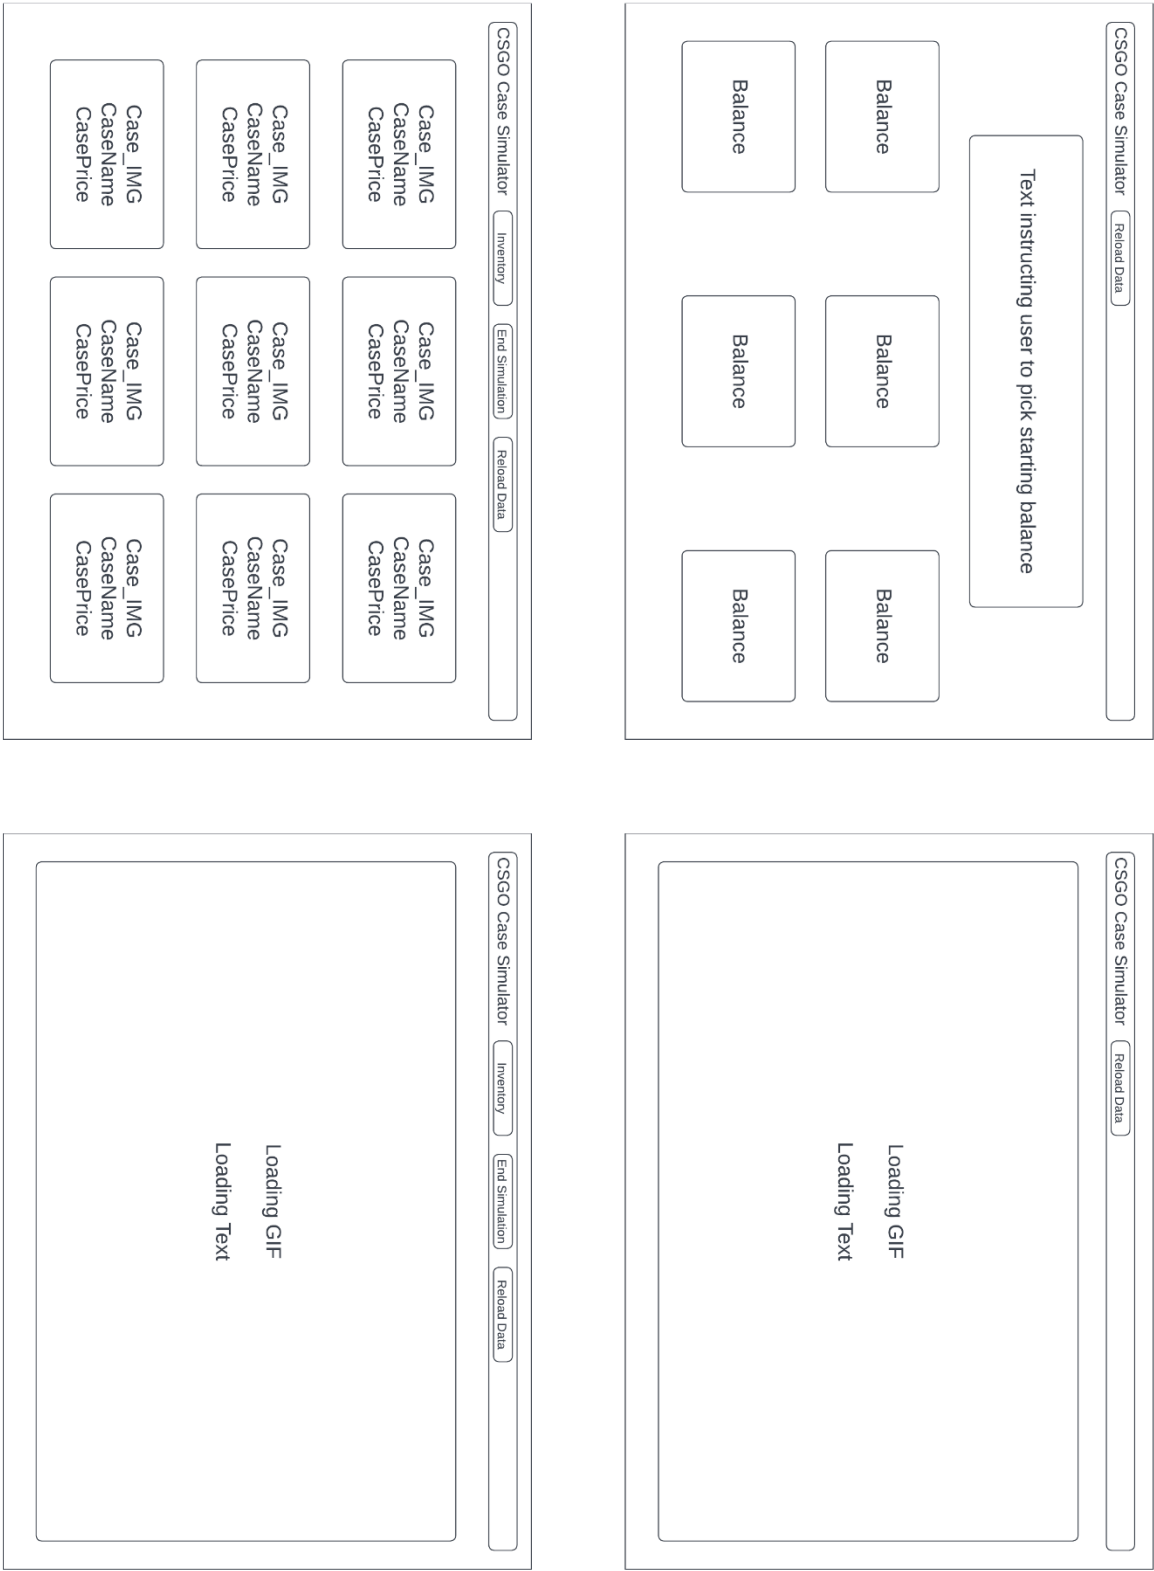 CSGO Case Simulator
Reload Data
Text instructing user to pick starting balance
Balance
Balance
Balance
Balance
Balance
Balance
CSGO Case Simulator
Reload Data
Loading GIF
Loading Text
CSGO Case Simulator
Inventory
End Simulation
Reload Data
Case_IMG
CaseName
CasePrice
Case_IMG
CaseName
CasePrice
Case_IMG
CaseName
CasePrice
Case_IMG
CaseName
CasePrice
Case_IMG
CaseName
CasePrice
Case_IMG
CaseName
CasePrice
Case_IMG
CaseName
CasePrice
Case_IMG
CaseName
CasePrice
Case_IMG
CaseName
CasePrice
CSGO Case Simulator
Inventory
End Simulation
Reload Data
Loading GIF
Loading Text